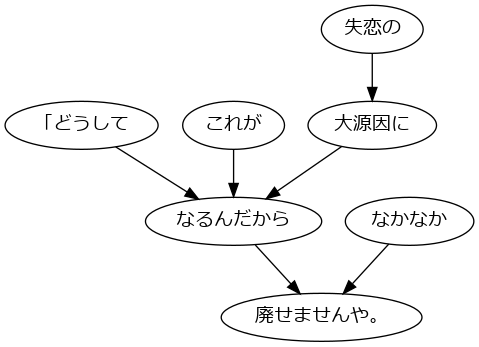 失恋の
「どうして
これが
大源因に
なるんだから
なかなか
廃せませんや。